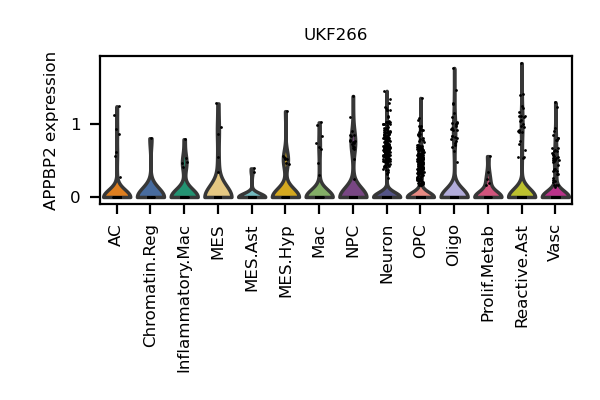 UKF266
APPBP2 expression
1
0
AC
Chromatin.Reg
Inflammatory.Mac
MES
MES.Ast
MES.Hyp
Mac
NPC
Neuron
OPC
Oligo
Prolif.Metab
Reactive.Ast
Vasc